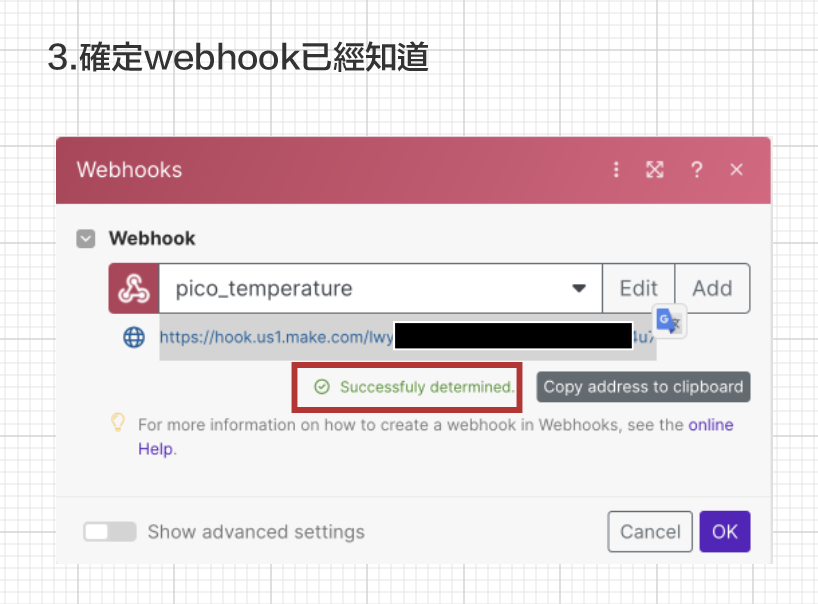 3.確定webhook已經知道
Webhooks
?
Webhook
pico_temperature
Edit
Add
https://hook.us1.make.com/lwy
4u7
Successfuly determined.
Copy address to clipboard
For more information on how to create a webhook in Webhooks, see the online
Help.
Show advanced settings
Cancel
OK